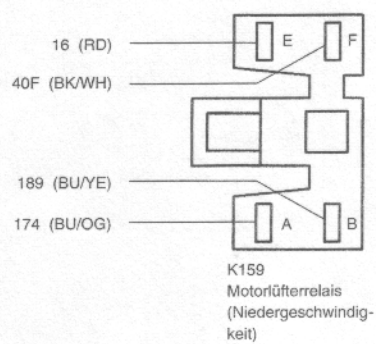 16 (RD)
E
F
40F (BK/WH)
189 (BU/YE)
174 (BU/OG)
A
B
K159
Motorlüfterrelais
(Niedergeschwindig-
keit)